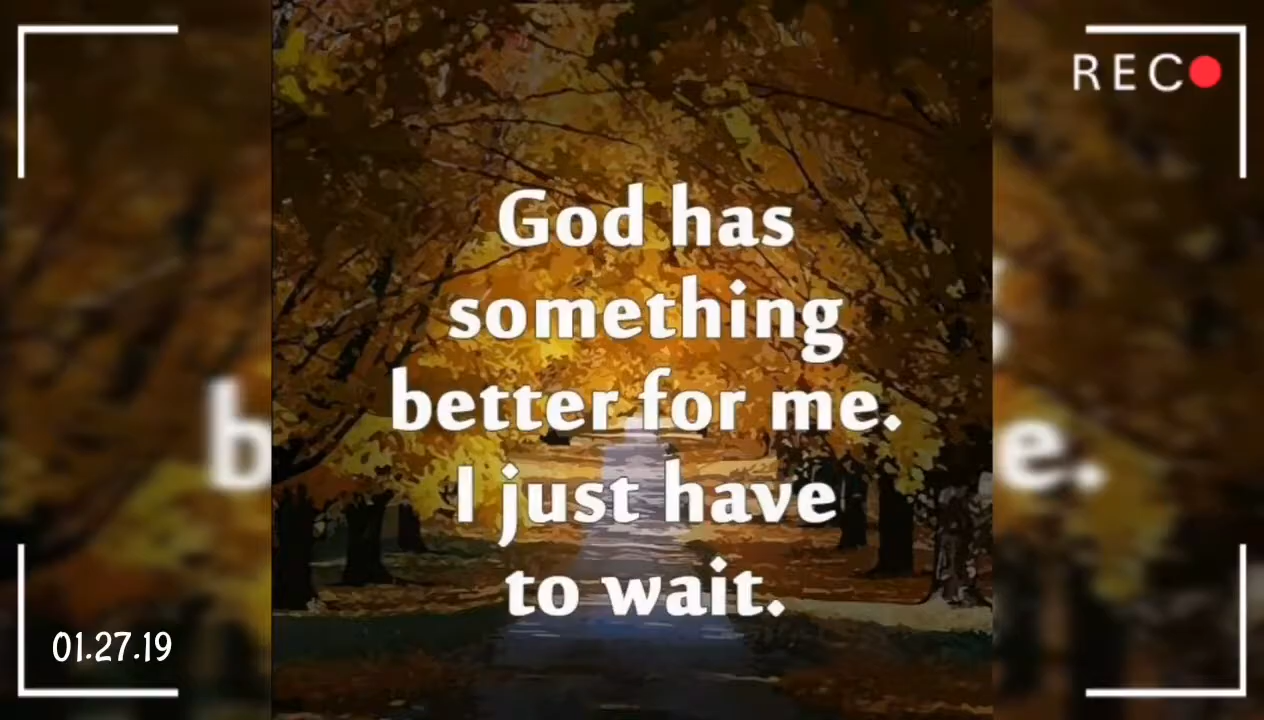 REC
God has
something
better for me.
I just have
to wait.
b
e.
01.27.19